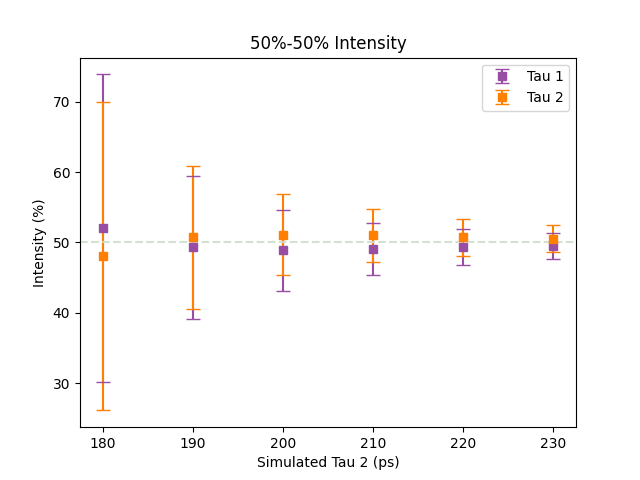 50%-50% Intensity
Tau 1
Tau 2
Intensity (%)
70
60
50
40
30
180 190 200 210 220 230
Simulated Tau 2 (ps)